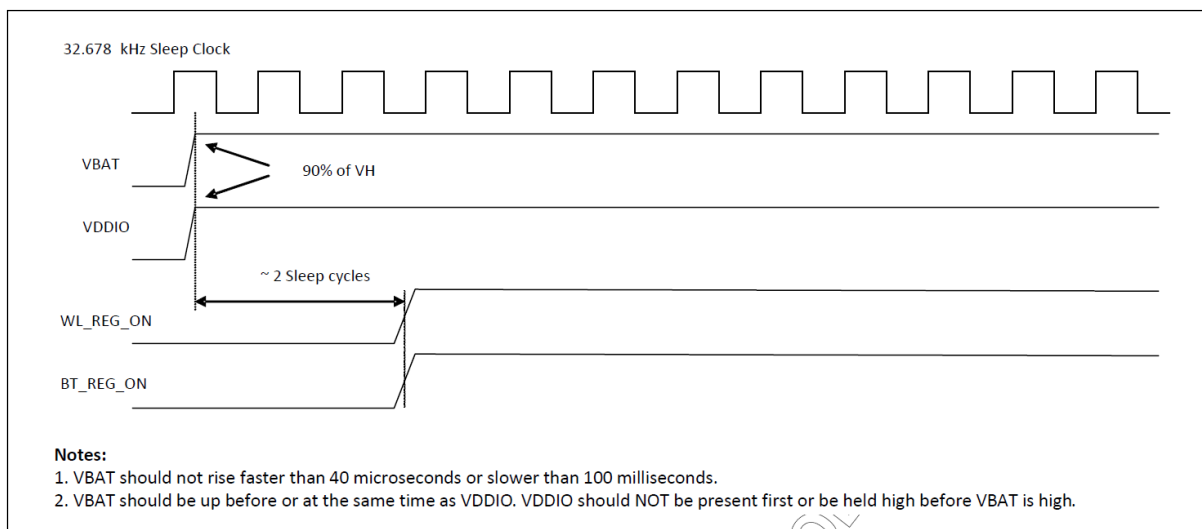 32.678 kHz Sleep Clock
VBAT
90% of VH
VDDIO
~ 2 Sleep cycles
WL_REG_ON
BT_REG_ON
Notes:
1. VBAT should not rise faster than 40 microseconds or slower than 100 milliseconds.
2. VBAT should be up before or at the same time as VDDIO. VDDIO should NOT be present first or be held high before VBAT is high.